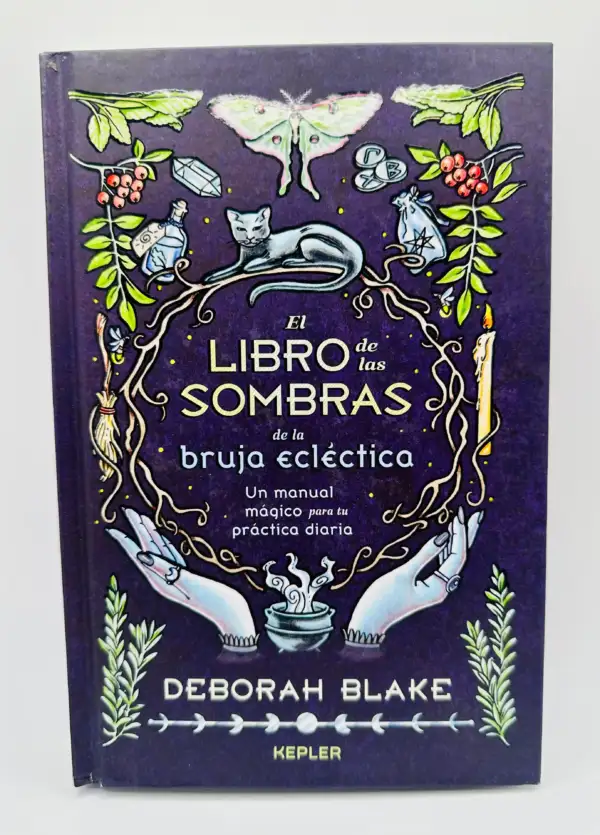 El
LIBRO de las
SOMBRAS
de la
bruja ecléctica
Un manual
mágico para tu
práctica diaria
DEBORAH BLAKE
KEPLER